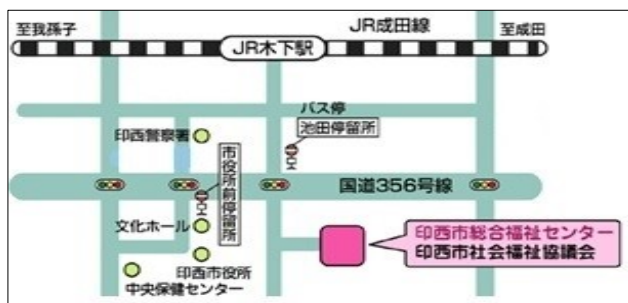 至我孫子
JR木下駅
JR成田線
至成田
バス停
池田停留所
印西警察署
市役所前停留所
国道356号線
文化ホール
印西市役所
中央保健センター
印西市総合福祉センター
印西市社会福祉協議会